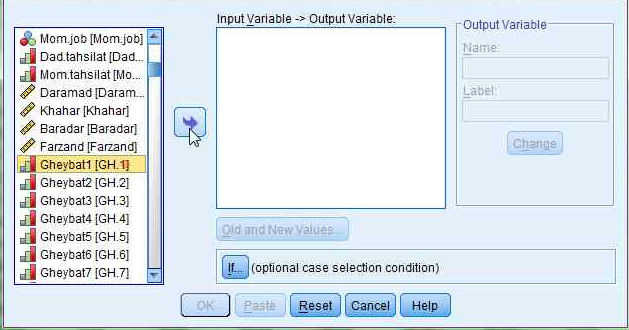 Mom.job [Mom.job]
Dad.tahsilat [Dad...
Mom.tahsilat [Mo...
Daramad [Daram...
Khahar [Khahar]
Baradar [Baradar]
Farzand [Farzand]
Gheybat1 [GH.1]
Gheybat2 [GH.2]
Gheybat3 [GH.3]
Gheybat4 [GH.4]
Gheybat5 [GH.5]
Gheybat6 [GH.6]
Gheybat7 [GH.7]
Input Variable -> Output Variable:
Old and New Values...
If... (optional case selection condition)
Output Variable
Name:
Label:
Change
OK Paste Reset Cancel Help